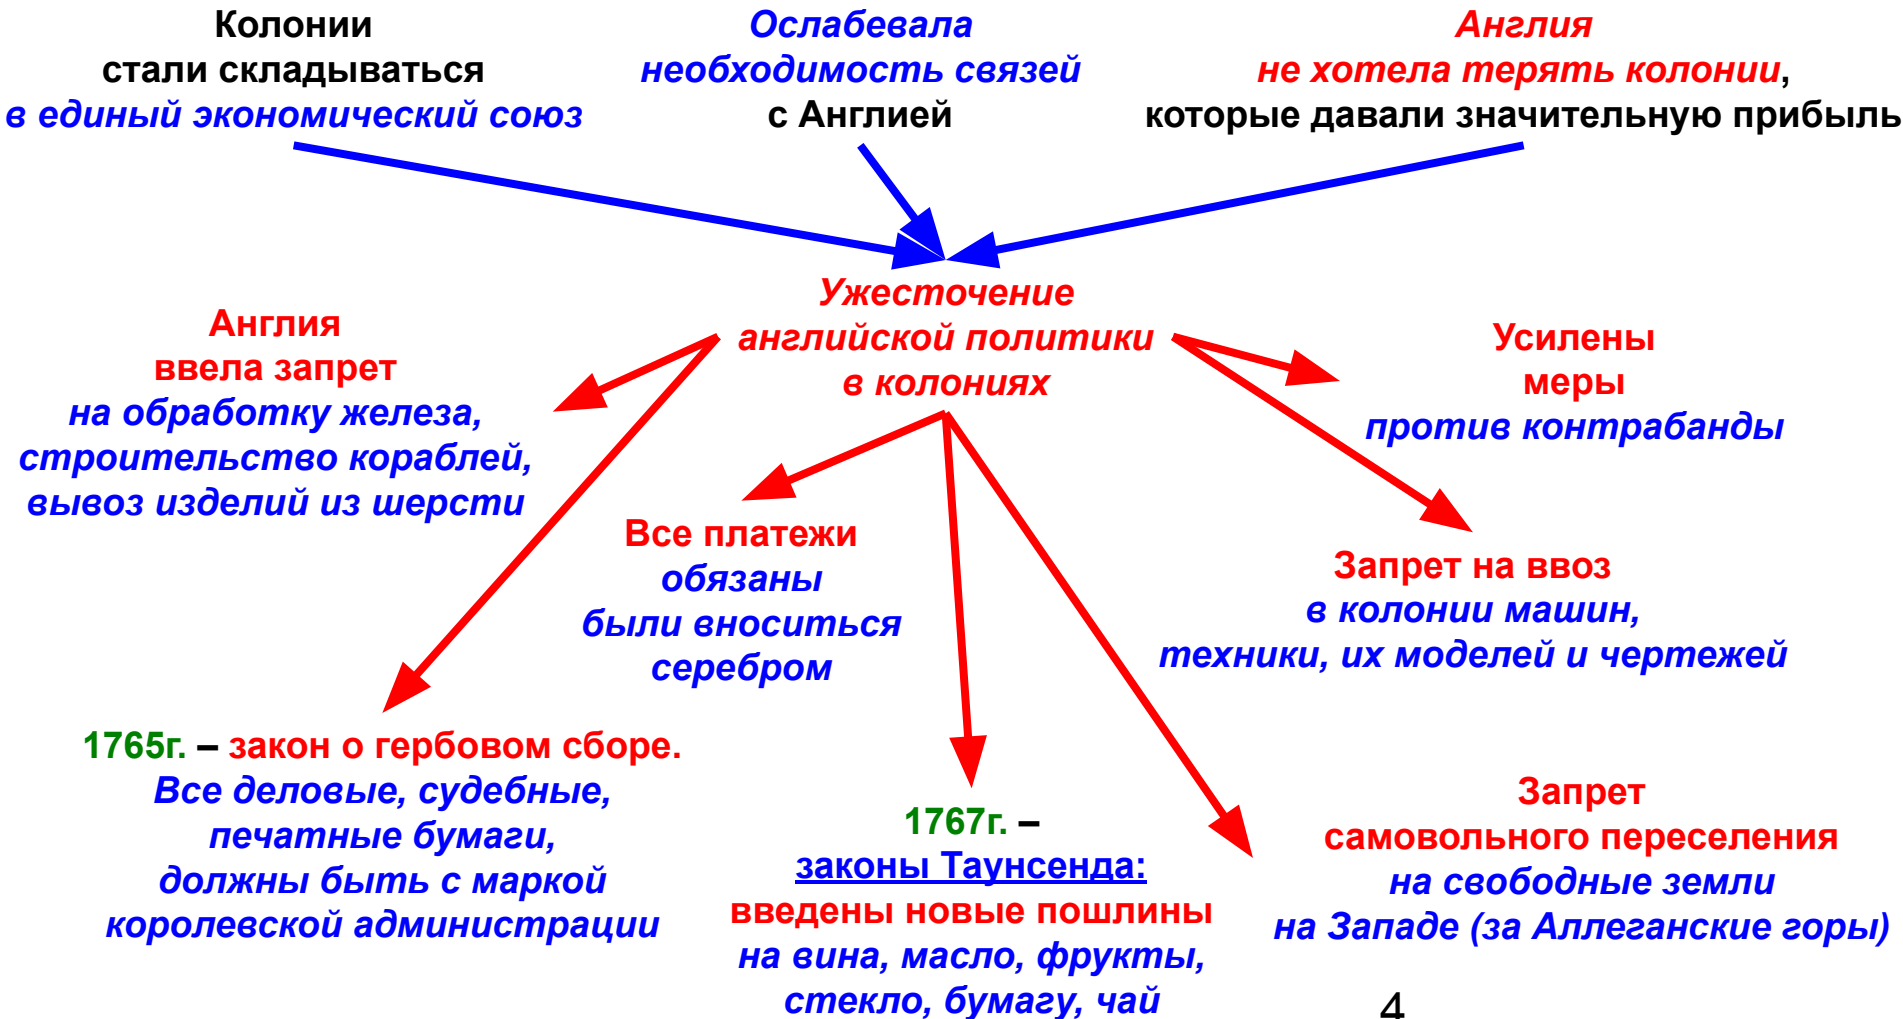 Колонии
стали складываться
в единый экономический союз
Ослабевала
необходимость связей
с Англией
Англия
не хотела терять колонии,
которые давали значительную прибыль
Ужесточение
английской политики
в колониях
Англия
ввела запрет
на обработку железа,
строительство кораблей,
вывоз изделий из шерсти
Усилены
меры
против контрабанды
Все платежи
обязаны
были вноситься
серебром
Запрет на ввоз
в колонии машин,
техники, их моделей и чертежей
1765г. – закон о гербовом сборе.
Все деловые, судебные,
печатные бумаги,
должны быть с маркой
королевской администрации
1767г. –
законы Таунсенда:
введены новые пошлины
на вина, масло, фрукты,
стекло, бумагу, чай
Запрет
самовольного переселения
на свободные земли
на Западе (за Аллеганские горы)
4